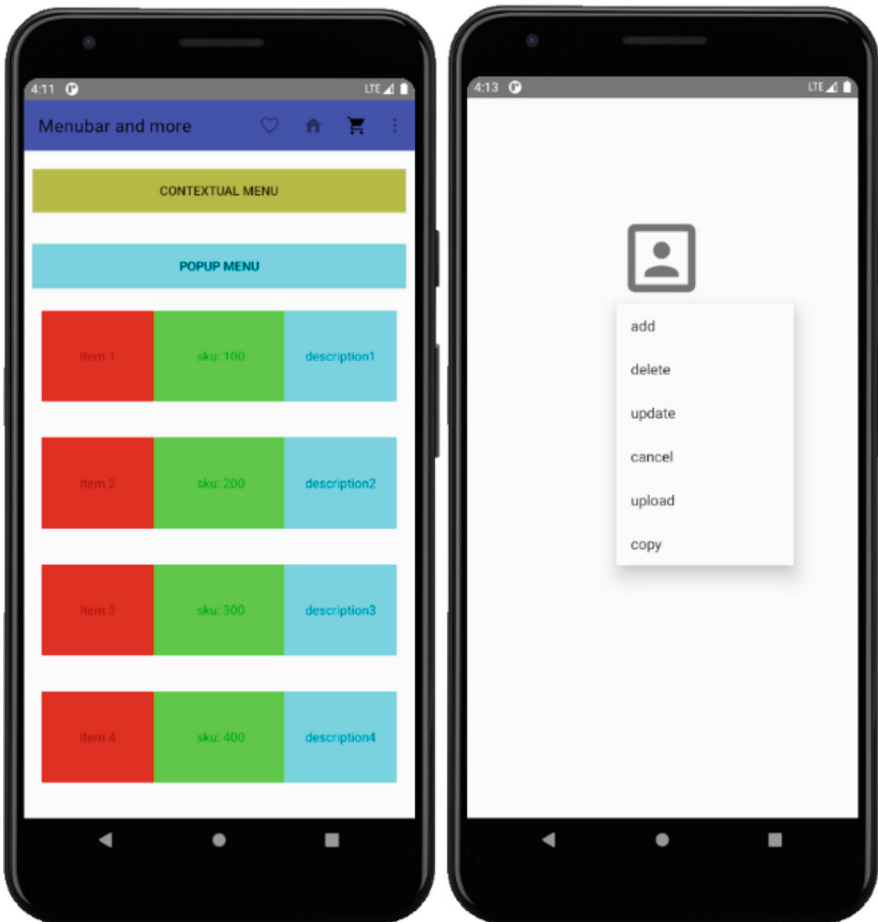 4:11 LTE
Menubar and more
CONTEXTUAL MENU
POPUP MENU
Item 1 sku: 100 description1
Item 2 sku: 200 description2
Item 3 sku: 300 description3
Item 4 sku: 400 description4
4:13 LTE
add
delete
update
cancel
upload
copy